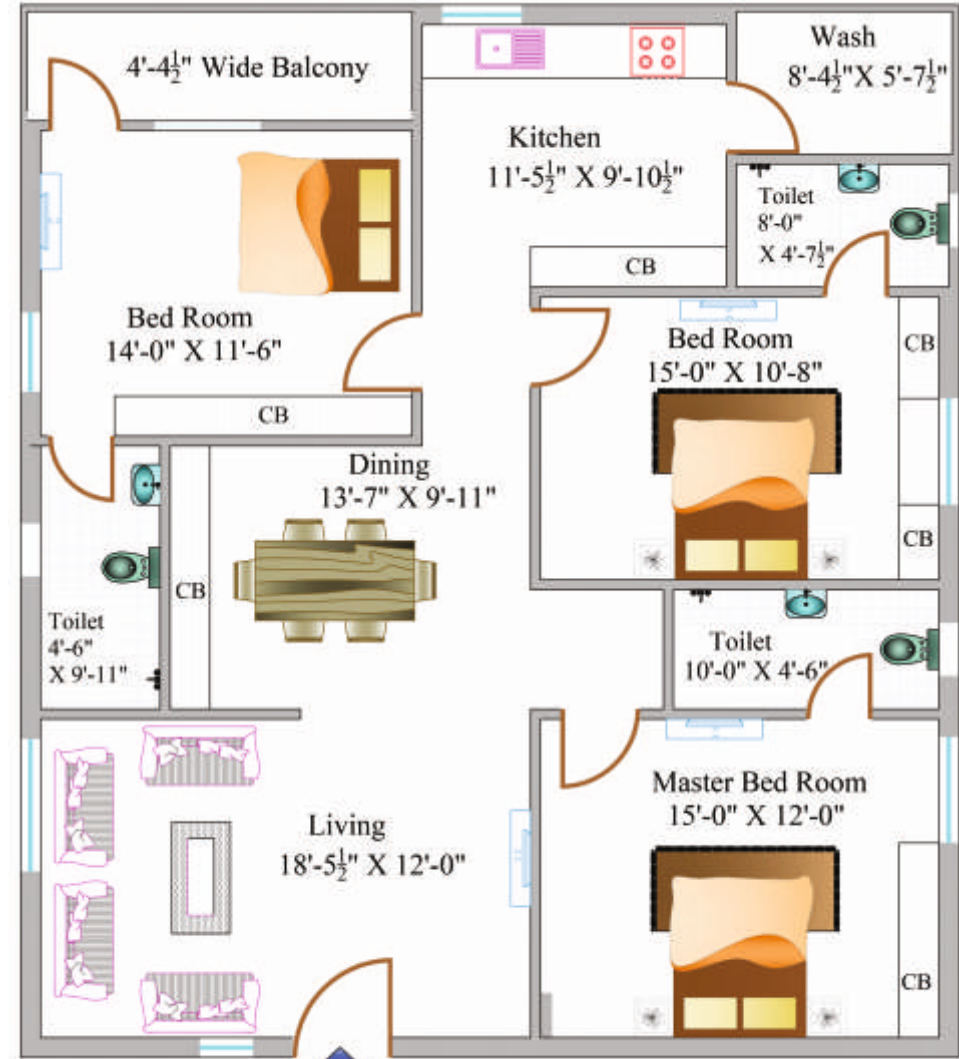 4'-4½" Wide Balcony
Wash
8'-4½"X 5'-7½"
Kitchen
11'-5½" X 9'-10½"
Toilet
8'-0"
X 4'-7½"
CB
Bed Room
14'-0" X 11'-6"
CB
Bed Room
15'-0" X 10'-8"
CB
CB
Dining
13'-7" X 9'-11"
CB
Toilet
4'-6"
X 9'-11"
Toilet
10'-0" X 4'-6"
Living
18'-5½" X 12'-0"
Master Bed Room
15'-0" X 12'-0"
CB